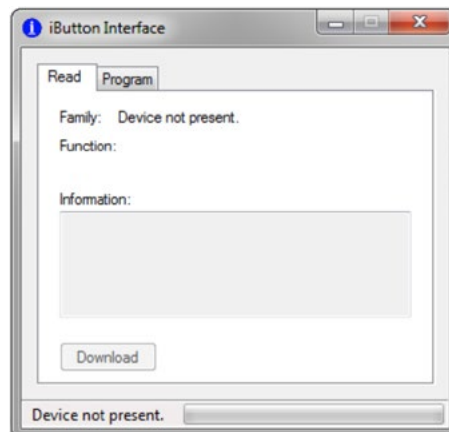 iButton Interface
Read Program
Family: Device not present.
Function:
Information:
Download
Device not present.